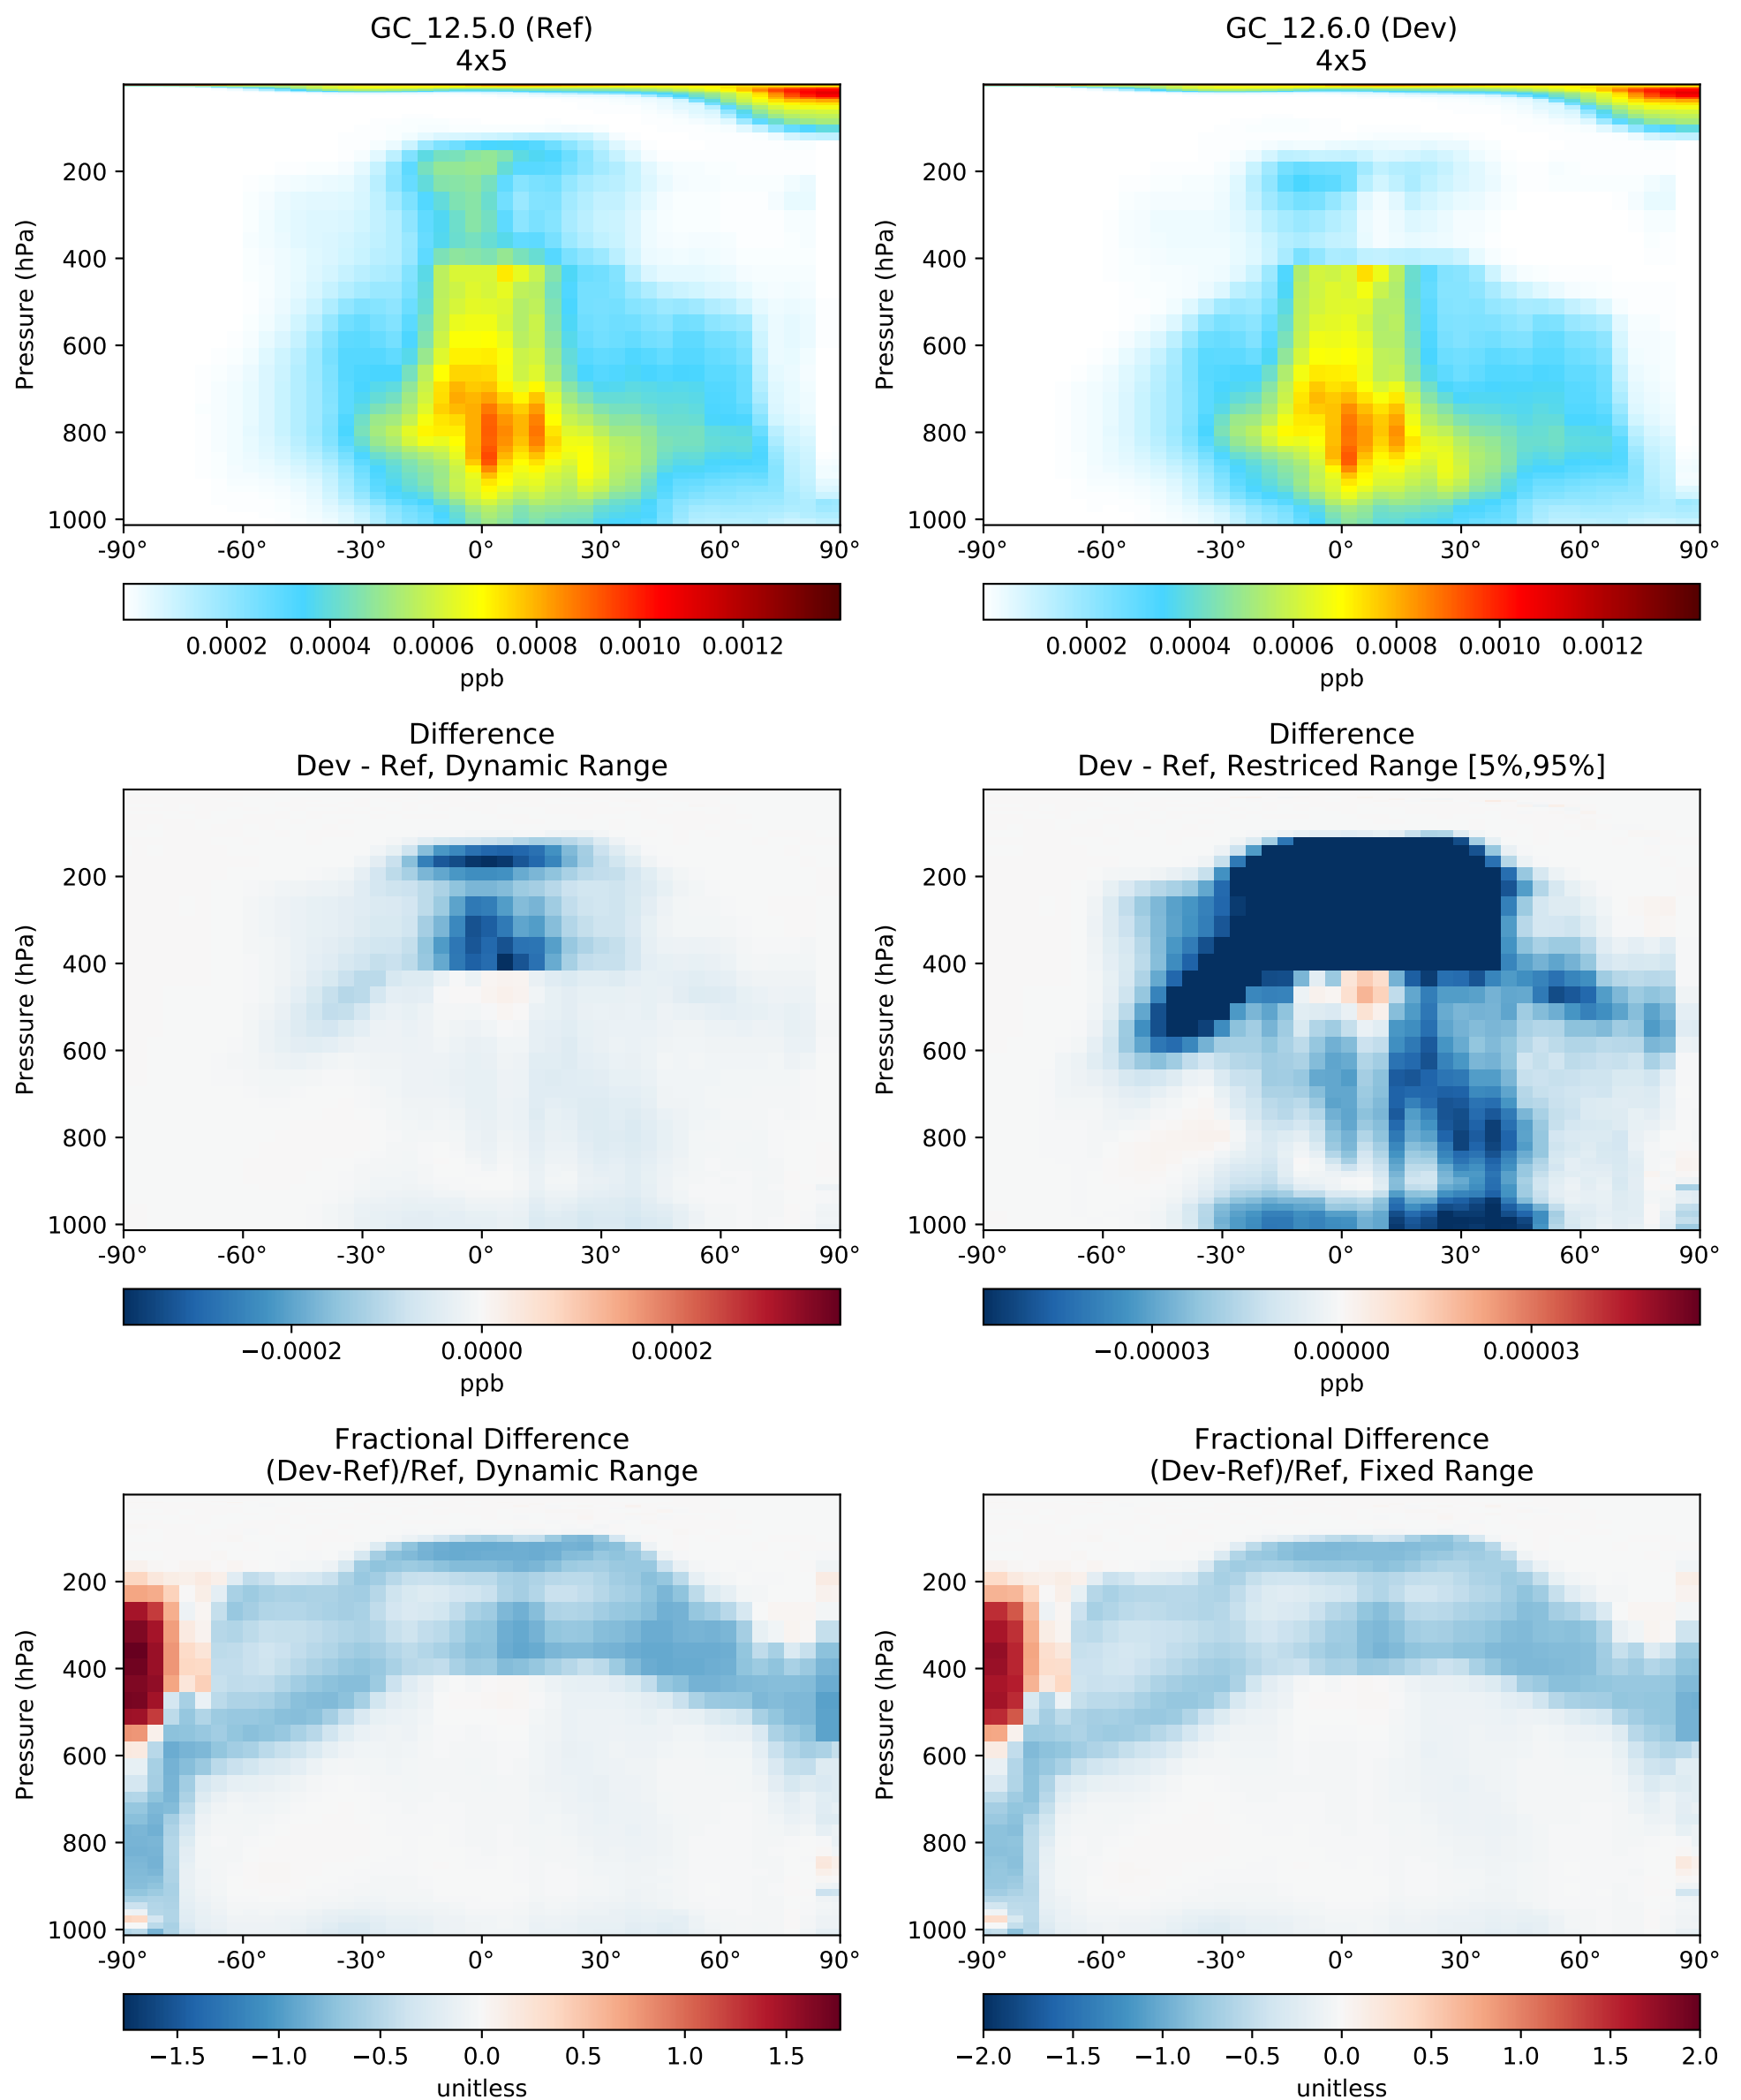 GC_12.5.0 (Ref)
4x5
GC_12.6.0 (Dev)
4x5
Pressure (hPa)
200
400
600
800
1000
-90° -60° -30° 0° 30° 60° 90°
0.0002 0.0004 0.0006 0.0008 0.0010 0.0012
ppb
Pressure (hPa)
200
400
600
800
1000
-90° -60° -30° 0° 30° 60° 90°
0.0002 0.0004 0.0006 0.0008 0.0010 0.0012
ppb
Difference
Dev - Ref, Dynamic Range
Difference
Dev - Ref, Restriced Range [5%,95%]
Pressure (hPa)
200
400
600
800
1000
-90° -60° -30° 0° 30° 60° 90°
−0.0002 0.0000 0.0002
ppb
Pressure (hPa)
200
400
600
800
1000
-90° -60° -30° 0° 30° 60° 90°
−0.00003 0.00000 0.00003
ppb
Fractional Difference
(Dev-Ref)/Ref, Dynamic Range
Fractional Difference
(Dev-Ref)/Ref, Fixed Range
Pressure (hPa)
200
400
600
800
1000
-90° -60° -30° 0° 30° 60° 90°
−1.5 −1.0 −0.5 0.0 0.5 1.0 1.5
unitless
Pressure (hPa)
200
400
600
800
1000
-90° -60° -30° 0° 30° 60° 90°
−2.0 −1.5 −1.0 −0.5 0.0 0.5 1.0 1.5 2.0
unitless